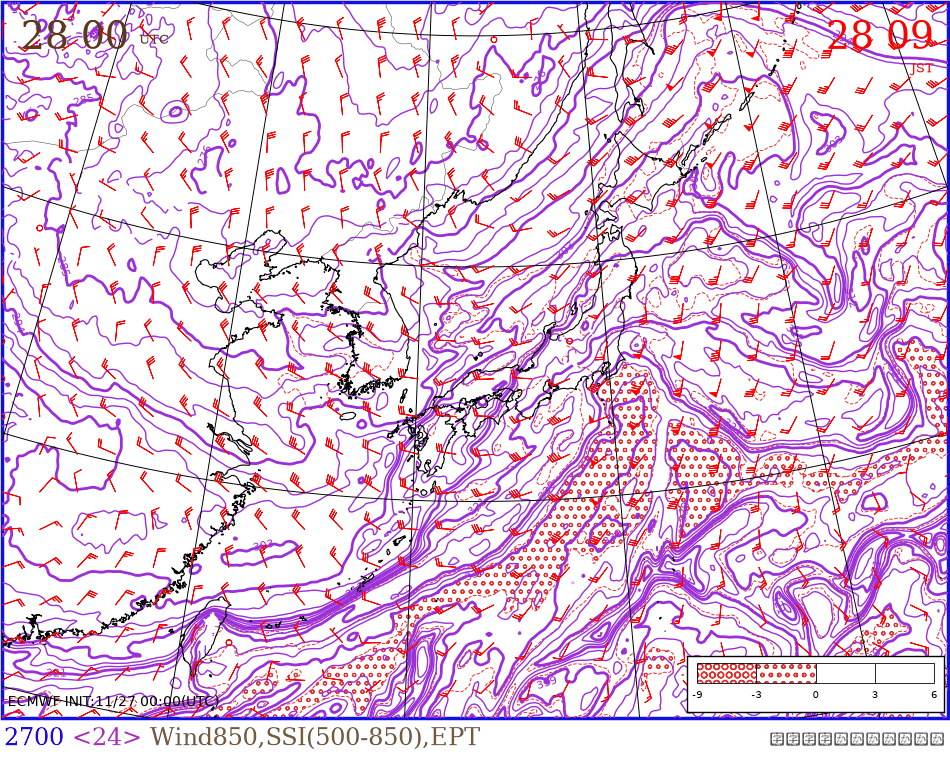 28 00 UTC
28 09
JST
ECMWF INIT:11/27 00:00(UTC)
-9 -3 0 3 6
2700 <24> Wind850,SSI(500-850),EPT